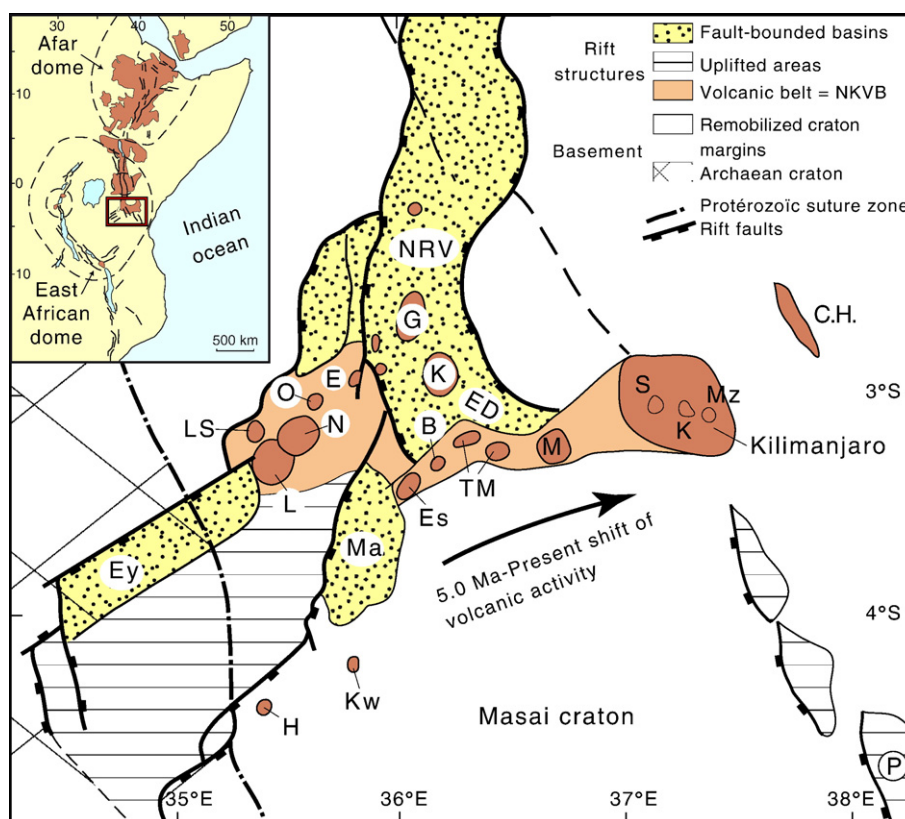 30 40 50
Afar
dome
10
0
10
Indian
ocean
East
African
dome
500 km
Rift
structures
Fault-bounded basins
Uplifted areas
Volcanic belt = NKVB
Basement
Remobilized craton
margins
Archaean craton
Protérozoïc suture zone
Rift faults
NRV
G
C.H.
E
K
O
ED
S
Mz
3°S
LS
N
B
K
M
Kilimanjaro
L
TM
Es
Ma
5.0 Ma-Present shift of
volcanic activity
Ey
4°S
Kw
H
Masai craton
P
35°E
36°E
37°E
38°E